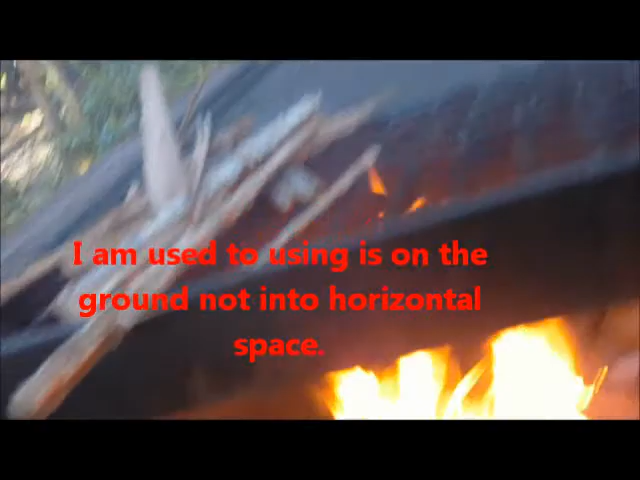 I am used to using is on the
ground not into horizontal
space.